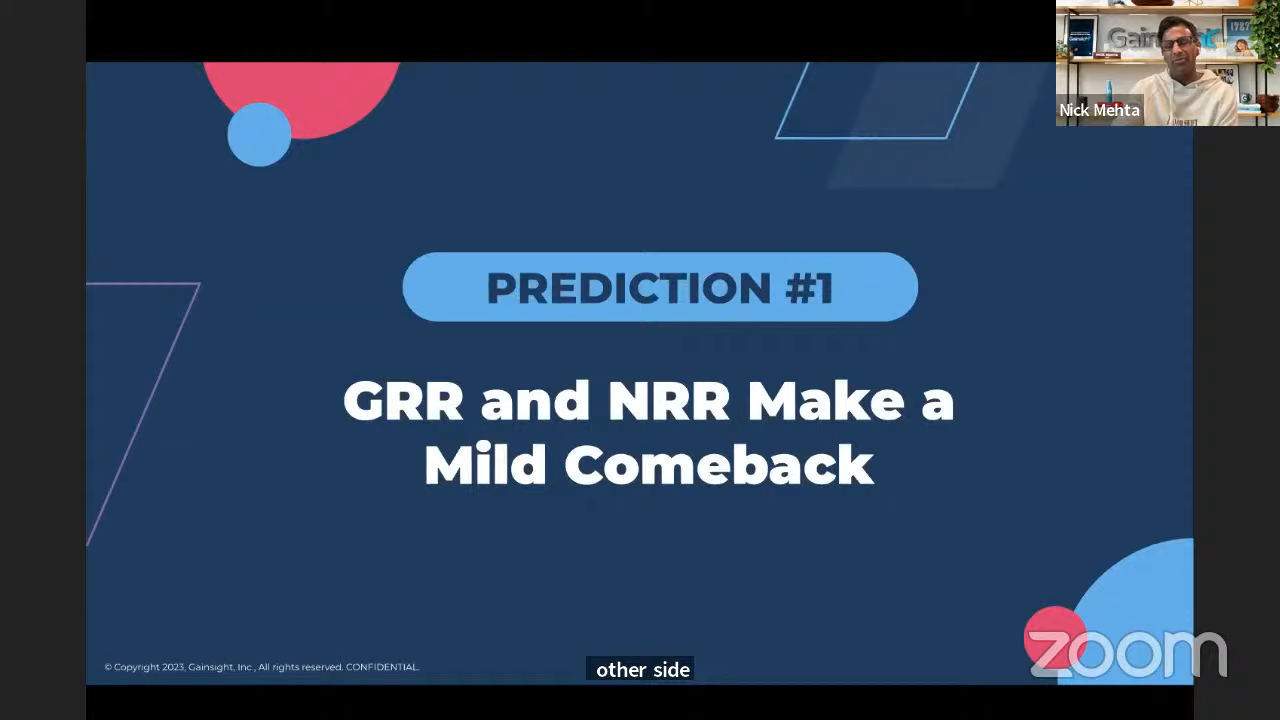 Gainsight
Nick Mehta
PREDICTION #1
GRR and NRR Make a
Mild Comeback
© Copyright 2023, Gainsight, Inc., All rights reserved. CONFIDENTIAL.
other side
zoom